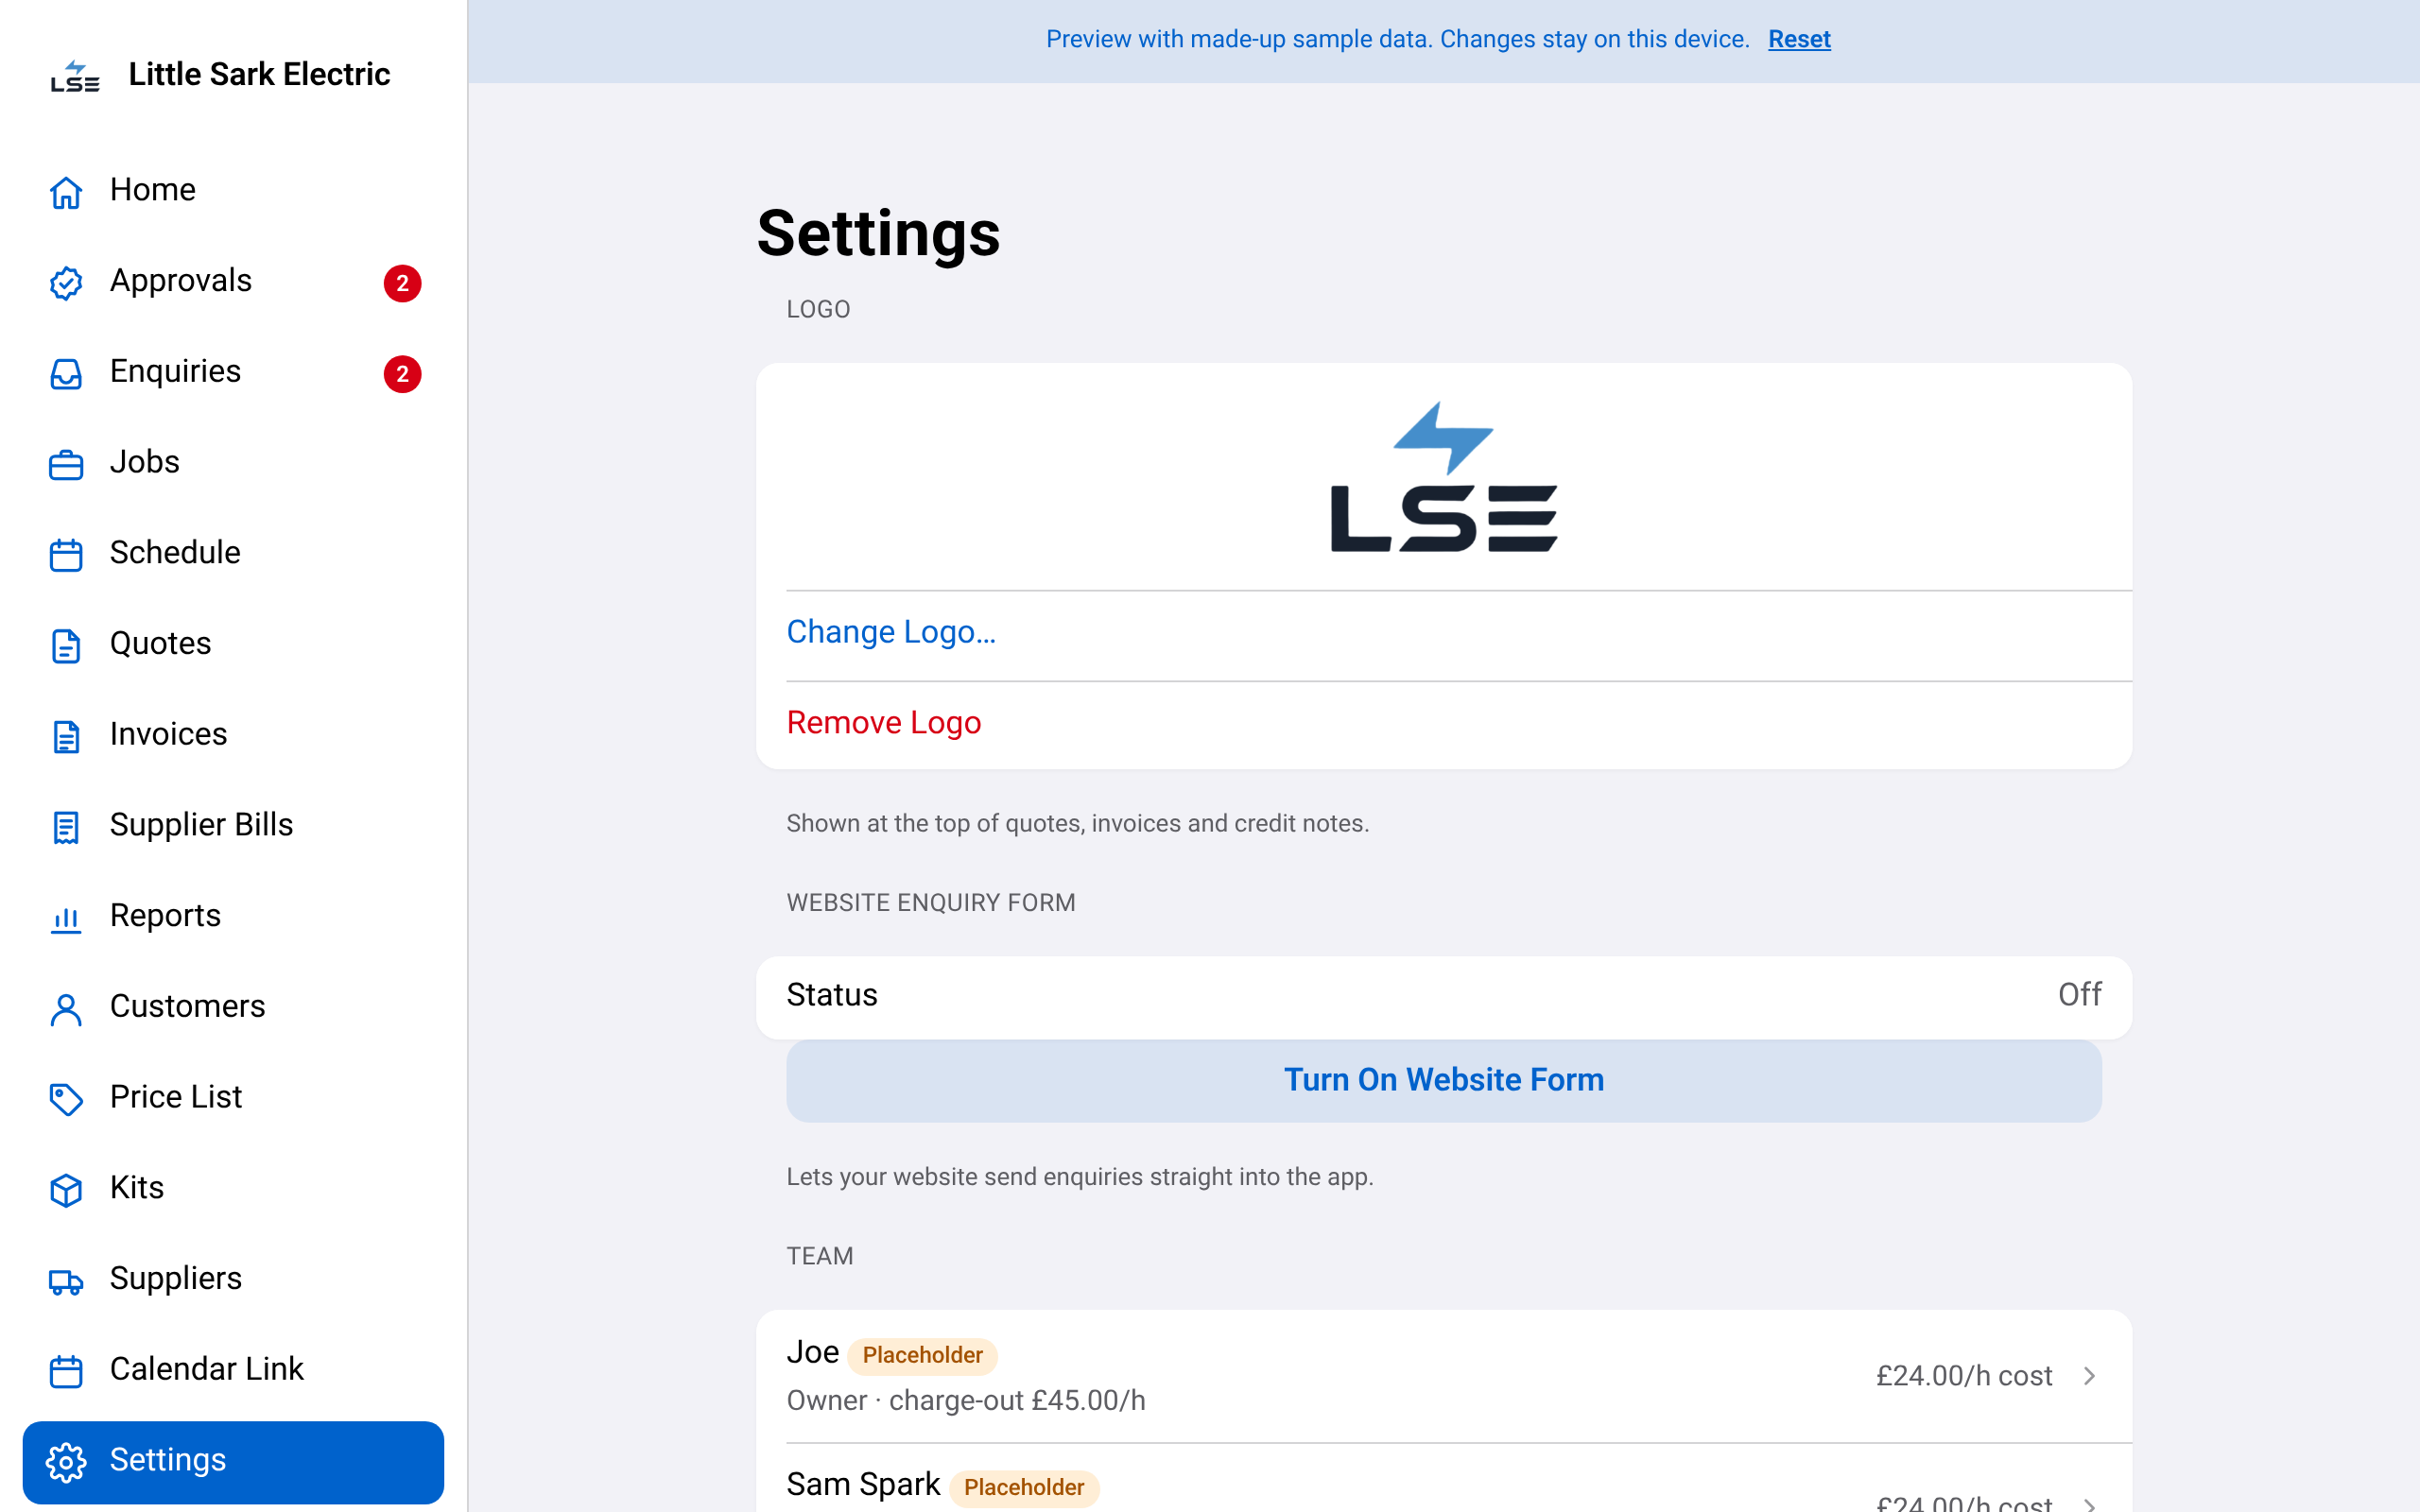 LSE Little Sark Electric
Home
Approvals 2
Enquiries 2
Jobs
Schedule
Quotes
Invoices
Supplier Bills
Reports
Customers
Price List
Kits
Suppliers
Calendar Link
Settings
Preview with made-up sample data. Changes stay on this device. Reset
Settings
LOGO
LSE
Change Logo...
Remove Logo
Shown at the top of quotes, invoices and credit notes.
WEBSITE ENQUIRY FORM
Status Off
Turn On Website Form
Lets your website send enquiries straight into the app.
TEAM
Joe Placeholder
Owner · charge-out £45.00/h
£24.00/h cost
Sam Spark Placeholder
£24.00/h cost